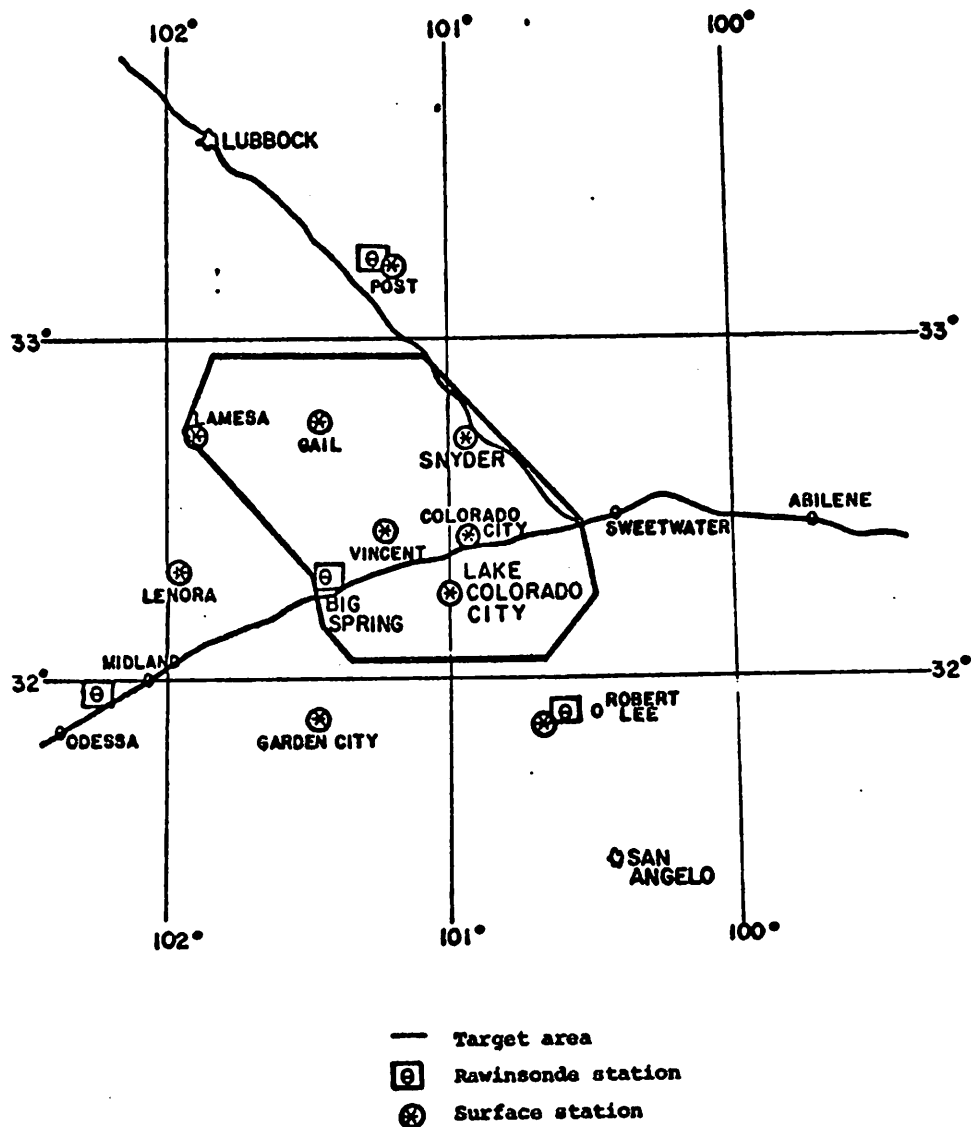 102°
101°
100°
LUBBOCK
POST
33°
33°
LAMESA
GAIL
SNYDER
ABILENE
COLORADO
CITY
SWEETWATER
VINCENT
LAKE
COLORADO
CITY
LENORA
BIG
SPRING
MIDLAND
32°
32°
ROBERT
LEE
ODESSA
GARDEN CITY
SAN
ANGELO
102°
101°
100°
Target area
Rawinsonde station
Surface station